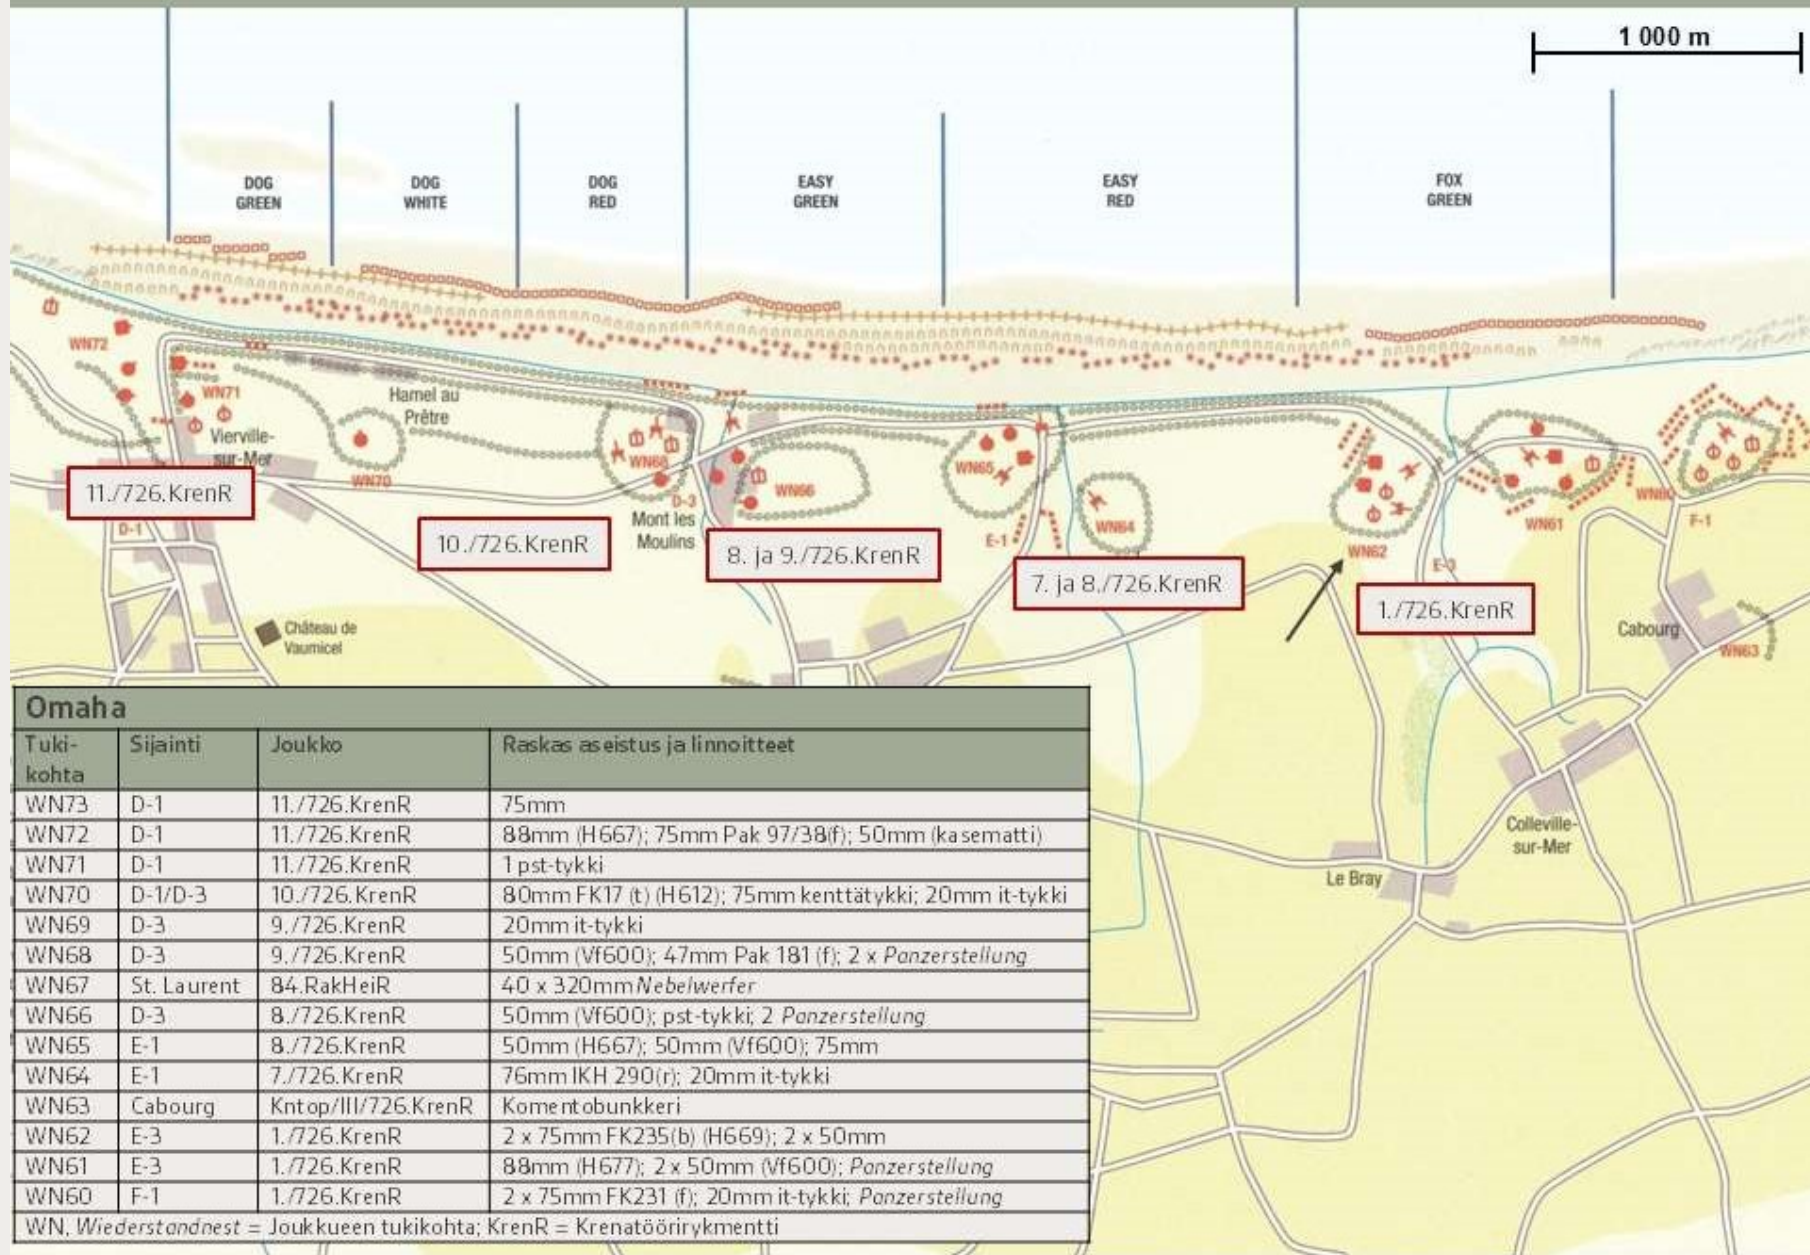 1 000 m
DOG
GREEN
DOG
WHITE
DOG
RED
EASY
GREEN
EASY
RED
FOX
GREEN
WN72
WN71
Hamel au
Prêtre
Vierville-
sur-Mer
WN70
WN68
D-3
Mont les
Moulins
WN66
WN65
E-1
WN64
WN62
E-3
WN61
WN60
F-1
11./726.KrenR
D-1
10./726.KrenR
8. ja 9./726.KrenR
7. ja 8./726.KrenR
1./726.KrenR
Château de
Vaumicel
Cabourg
WN63
Colleville-
sur-Mer
Le Bray
Omaha
Tuki-
kohta Sijainti Joukko Raskas aseistus ja linnoitteet
WN73 D-1 11./726.KrenR 75mm
WN72 D-1 11./726.KrenR 88mm (H667); 75mm Pak 97/38(f); 50mm (kasematti)
WN71 D-1 11./726.KrenR 1 pst-tykki
WN70 D-1/D-3 10./726.KrenR 80mm FK17 (t) (H612); 75mm kenttätykki; 20mm it-tykki
WN69 D-3 9./726.KrenR 20mm it-tykki
WN68 D-3 9./726.KrenR 50mm (Vf600); 47mm Pak 181 (f); 2 x Panzerstellung
WN67 St. Laurent 84.RakHeiR 40 x 320mm Nebelwerfer
WN66 D-3 8./726.KrenR 50mm (Vf600); pst-tykki; 2 Panzerstellung
WN65 E-1 8./726.KrenR 50mm (H667); 50mm (Vf600); 75mm
WN64 E-1 7./726.KrenR 76mm IKH 290(r); 20mm it-tykki
WN63 Cabourg Kntop/III/726.KrenR Komentobunkkeri
WN62 E-3 1./726.KrenR 2 x 75mm FK235(b) (H669); 2 x 50mm
WN61 E-3 1./726.KrenR 88mm (H677); 2 x 50mm (Vf600); Panzerstellung
WN60 F-1 1./726.KrenR 2 x 75mm FK231 (f); 20mm it-tykki; Panzerstellung
WN, Wiederstandnest = Joukkueen tukikohta; KrenR = Krenatöörirykmentti